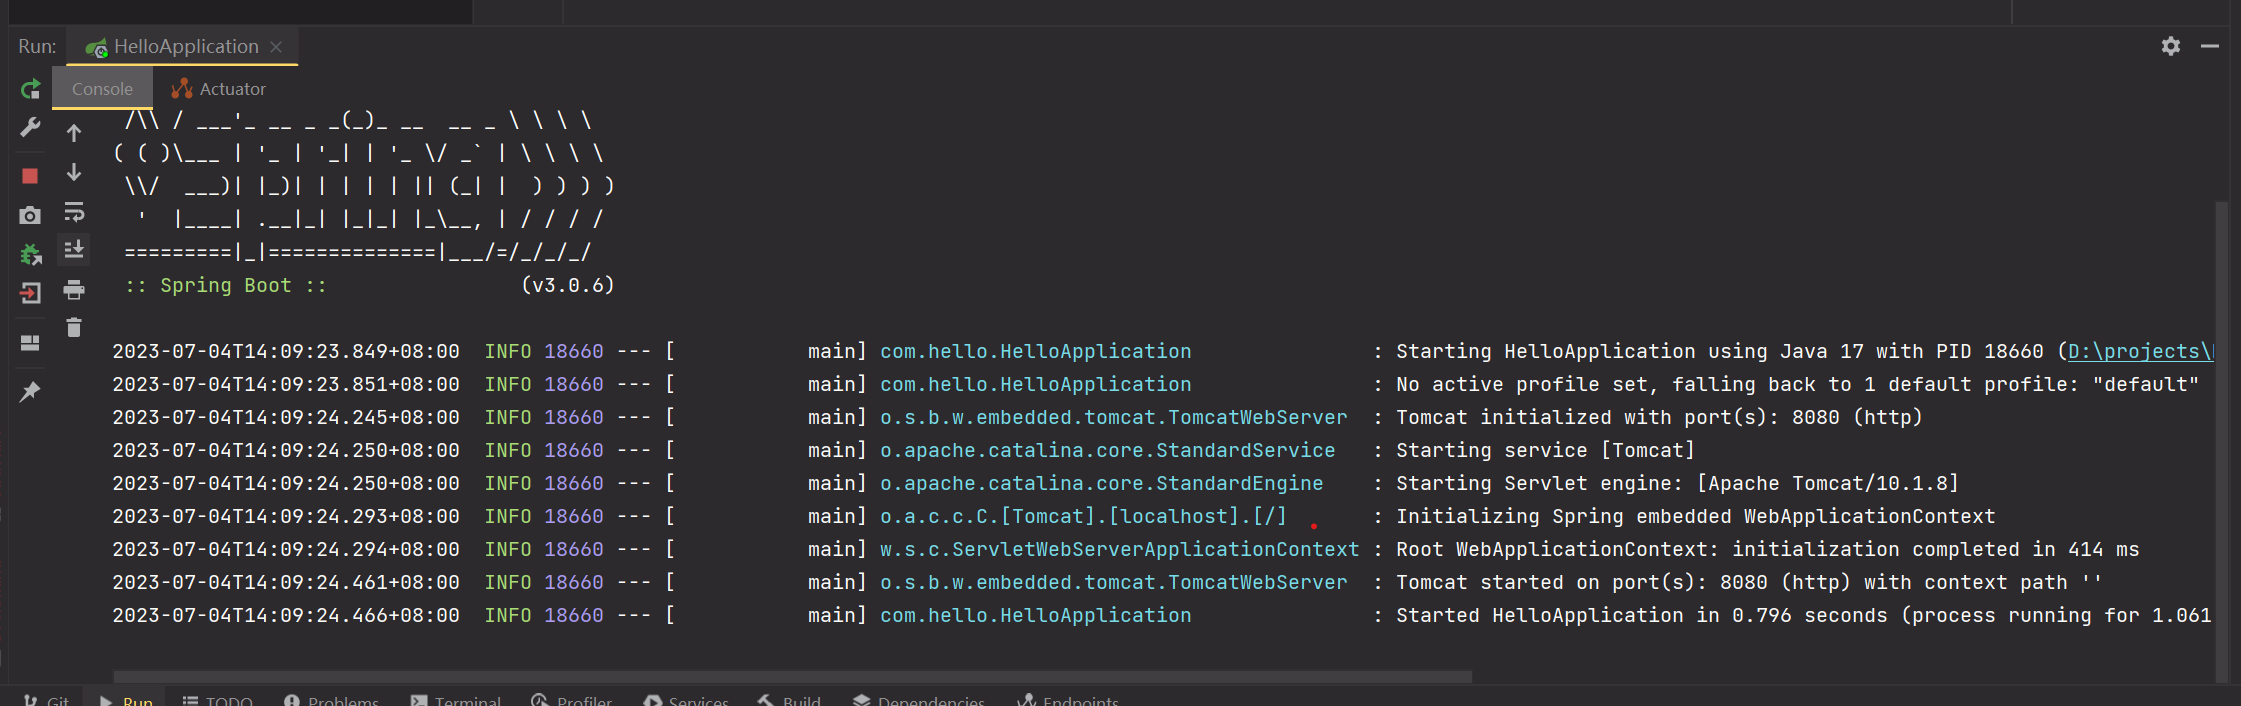 Run: HelloApplication
Console Actuator
 /\\ / ___'_ __ _ _(_)_ __  __ _ \ \ \ \
( ( )\___ | '_ | '_| | '_ \/ _` | \ \ \ \
 \\/  ___)| |_)| | | | | || (_| |  ) ) ) )
  '  |____| .__|_| |_|_| |_\__, | / / / /
 =========|_|==============|___/=/_/_/_/
 :: Spring Boot ::                (v3.0.6)
2023-07-04T14:09:23.849+08:00  INFO 18660 --- [           main] com.hello.HelloApplication               : Starting HelloApplication using Java 17 with PID 18660 (D:\projects\
2023-07-04T14:09:23.851+08:00  INFO 18660 --- [           main] com.hello.HelloApplication               : No active profile set, falling back to 1 default profile: "default"
2023-07-04T14:09:24.245+08:00  INFO 18660 --- [           main] o.s.b.w.embedded.tomcat.TomcatWebServer  : Tomcat initialized with port(s): 8080 (http)
2023-07-04T14:09:24.250+08:00  INFO 18660 --- [           main] o.apache.catalina.core.StandardService   : Starting service [Tomcat]
2023-07-04T14:09:24.250+08:00  INFO 18660 --- [           main] o.apache.catalina.core.StandardEngine    : Starting Servlet engine: [Apache Tomcat/10.1.8]
2023-07-04T14:09:24.293+08:00  INFO 18660 --- [           main] o.a.c.c.C.[Tomcat].[localhost].[/]       : Initializing Spring embedded WebApplicationContext
2023-07-04T14:09:24.294+08:00  INFO 18660 --- [           main] w.s.c.ServletWebServerApplicationContext : Root WebApplicationContext: initialization completed in 414 ms
2023-07-04T14:09:24.461+08:00  INFO 18660 --- [           main] o.s.b.w.embedded.tomcat.TomcatWebServer  : Tomcat started on port(s): 8080 (http) with context path ''
2023-07-04T14:09:24.466+08:00  INFO 18660 --- [           main] com.hello.HelloApplication               : Started HelloApplication in 0.796 seconds (process running for 1.061
Git Run TODO Problems Terminal Profiler Services Build Dependencies Endpoints